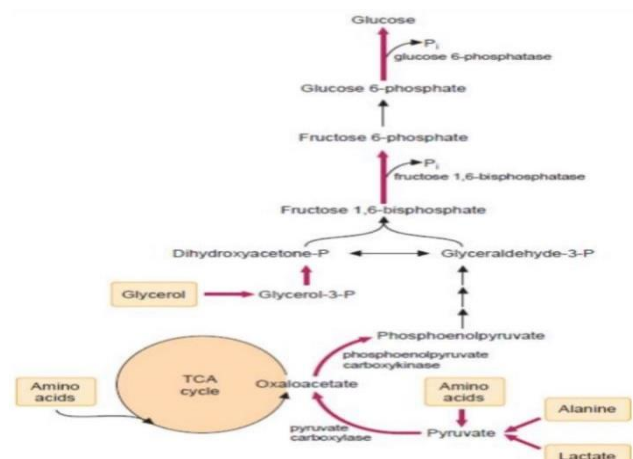 Glucose
Pi
glucose 6-phosphatase
Glucose 6-phosphate
Fructose 6-phosphate
Pi
fructose 1,6-bisphosphatase
Fructose 1,6-bisphosphate
Dihydroxyacetone-P
Glyceraldehyde-3-P
Glycerol
Glycerol-3-P
Phosphoenolpyruvate
phosphoenolpyruvate
carboxykinase
Amino
acids
TCA
cycle
Oxaloacetate
Amino
acids
Alanine
pyruvate
carboxylase
Pyruvate
Lactate